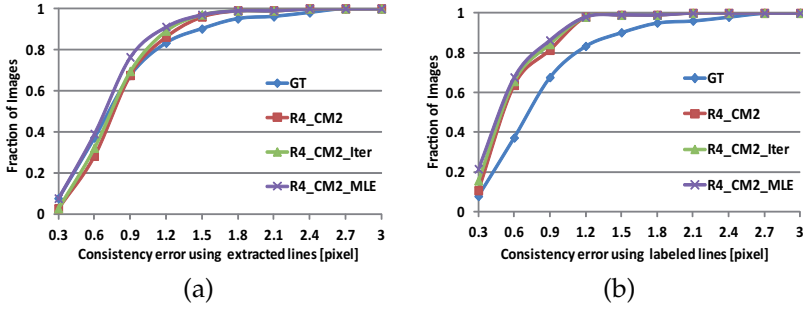 1
0.8
0.6
0.4
0.2
0
Fraction of Images
GT
R4_CM2
R4_CM2_Iter
R4_CM2_MLE
0.3 0.6 0.9 1.2 1.5 1.8 2.1 2.4 2.7 3
Consistency error using extracted lines [pixel]
(a)
1
0.8
0.6
0.4
0.2
0
Fraction of Images
GT
R4_CM2
R4_CM2_Iter
R4_CM2_MLE
0.3 0.6 0.9 1.2 1.5 1.8 2.1 2.4 2.7 3
Consistency error using labeled lines [pixel]
(b)